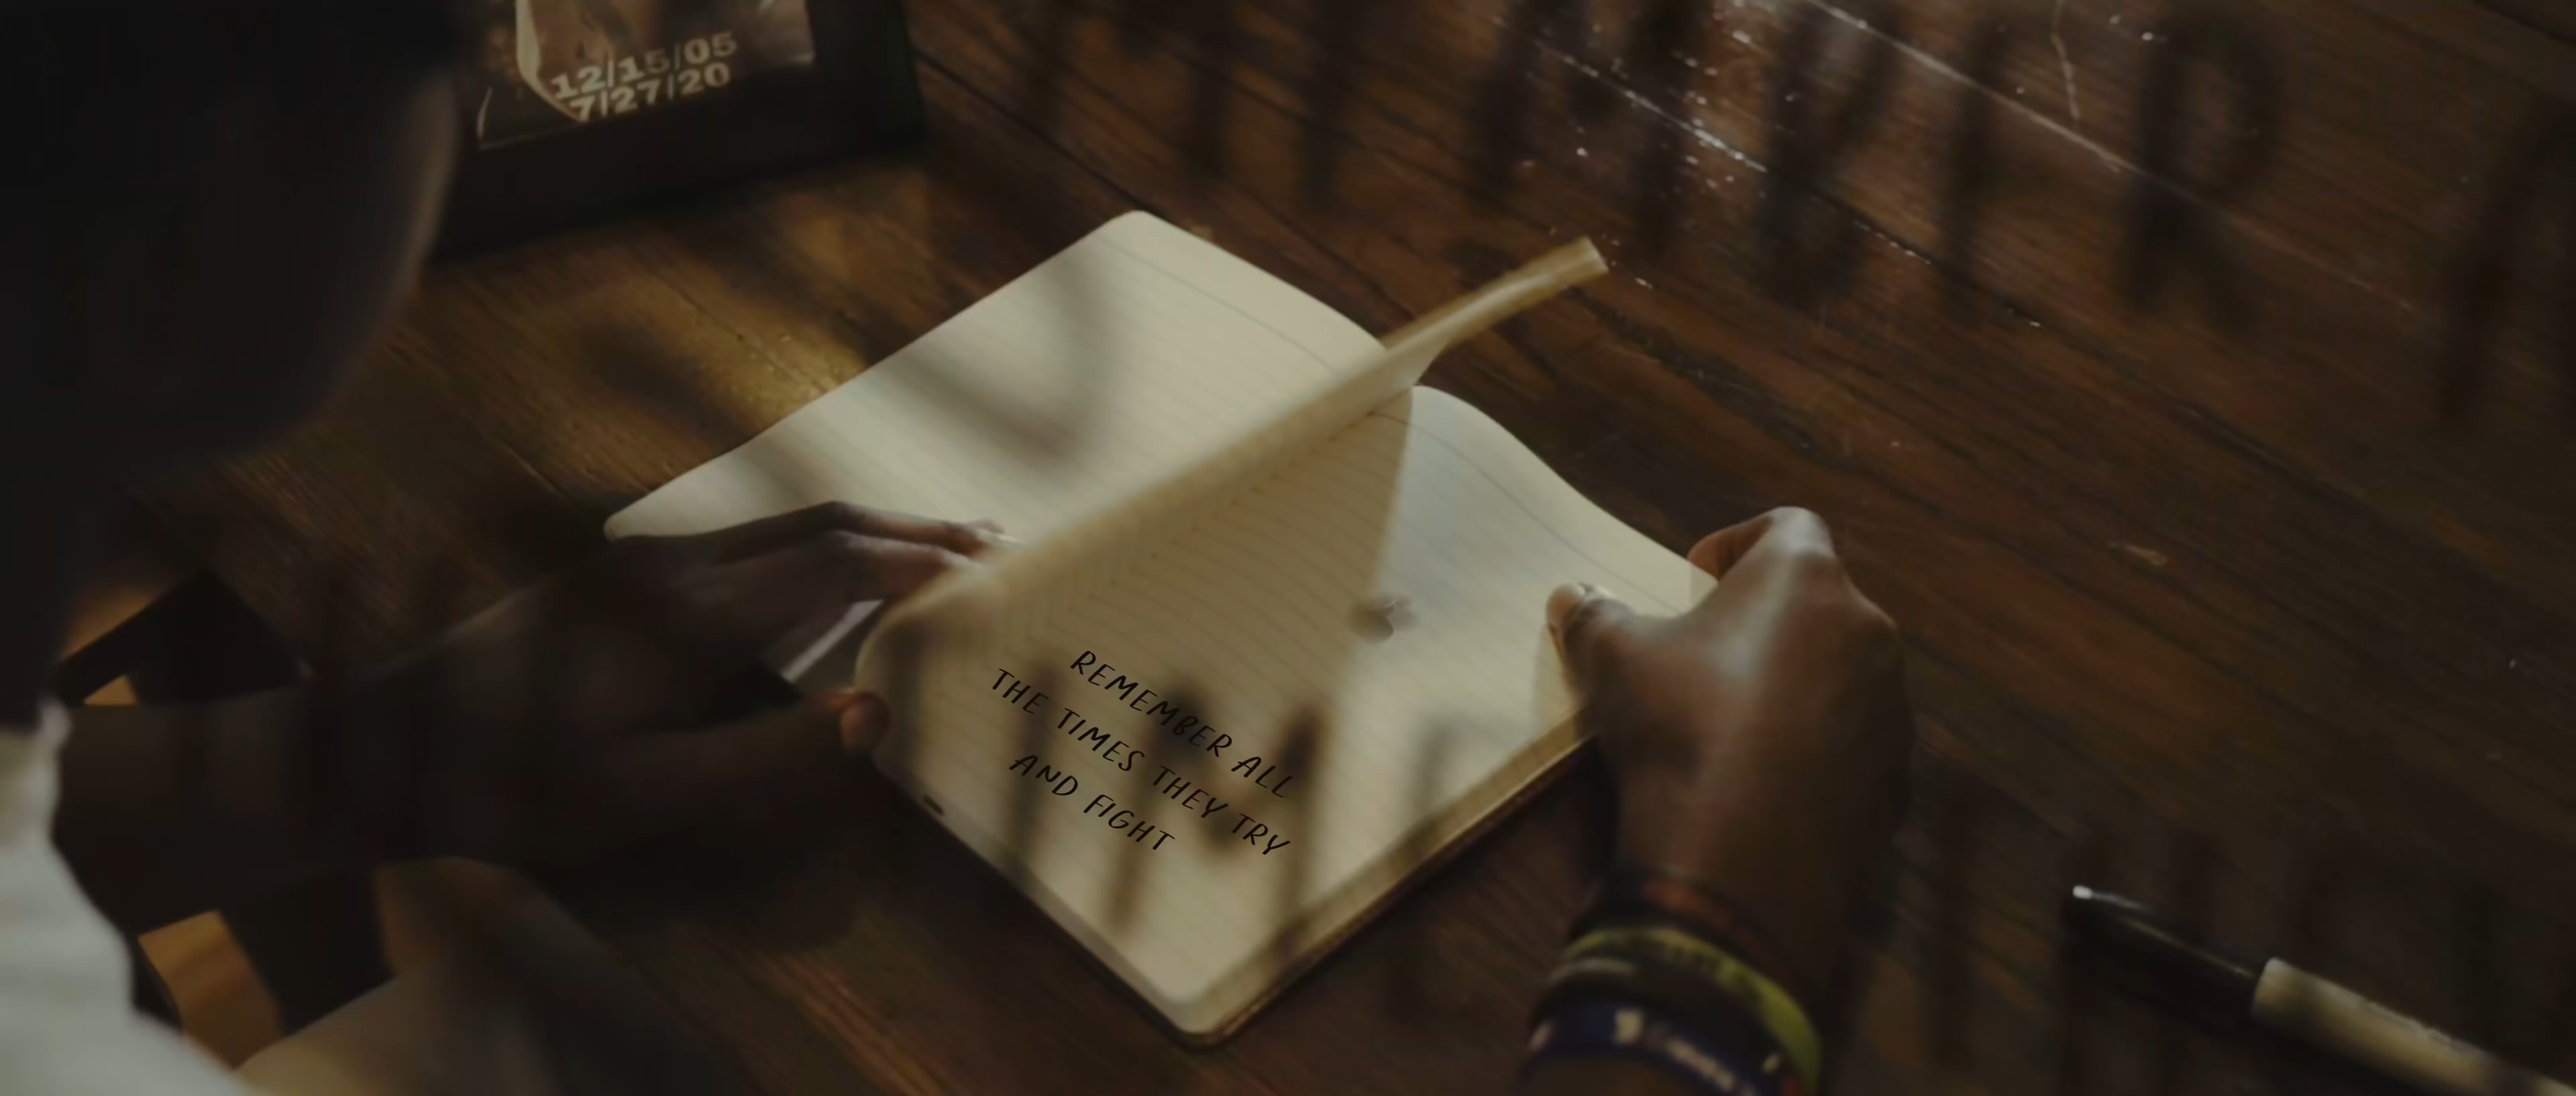 12/15/05
7/27/20
REMEMBER ALL
THE TIMES THEY TRY
AND FIGHT